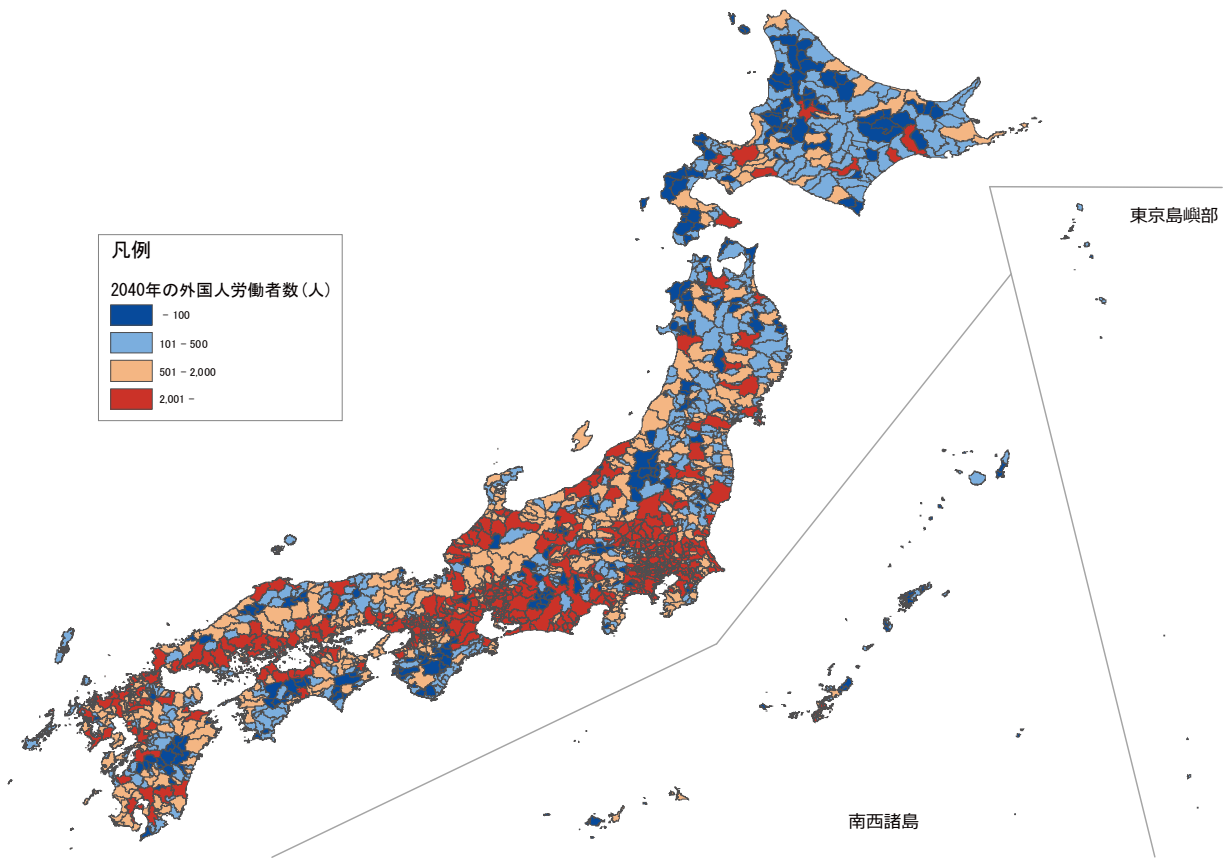 東京島嶼部
凡例
2040年の外国人労働者数(人)
- 100
101 - 500
501 - 2,000
2,001 -
南西諸島